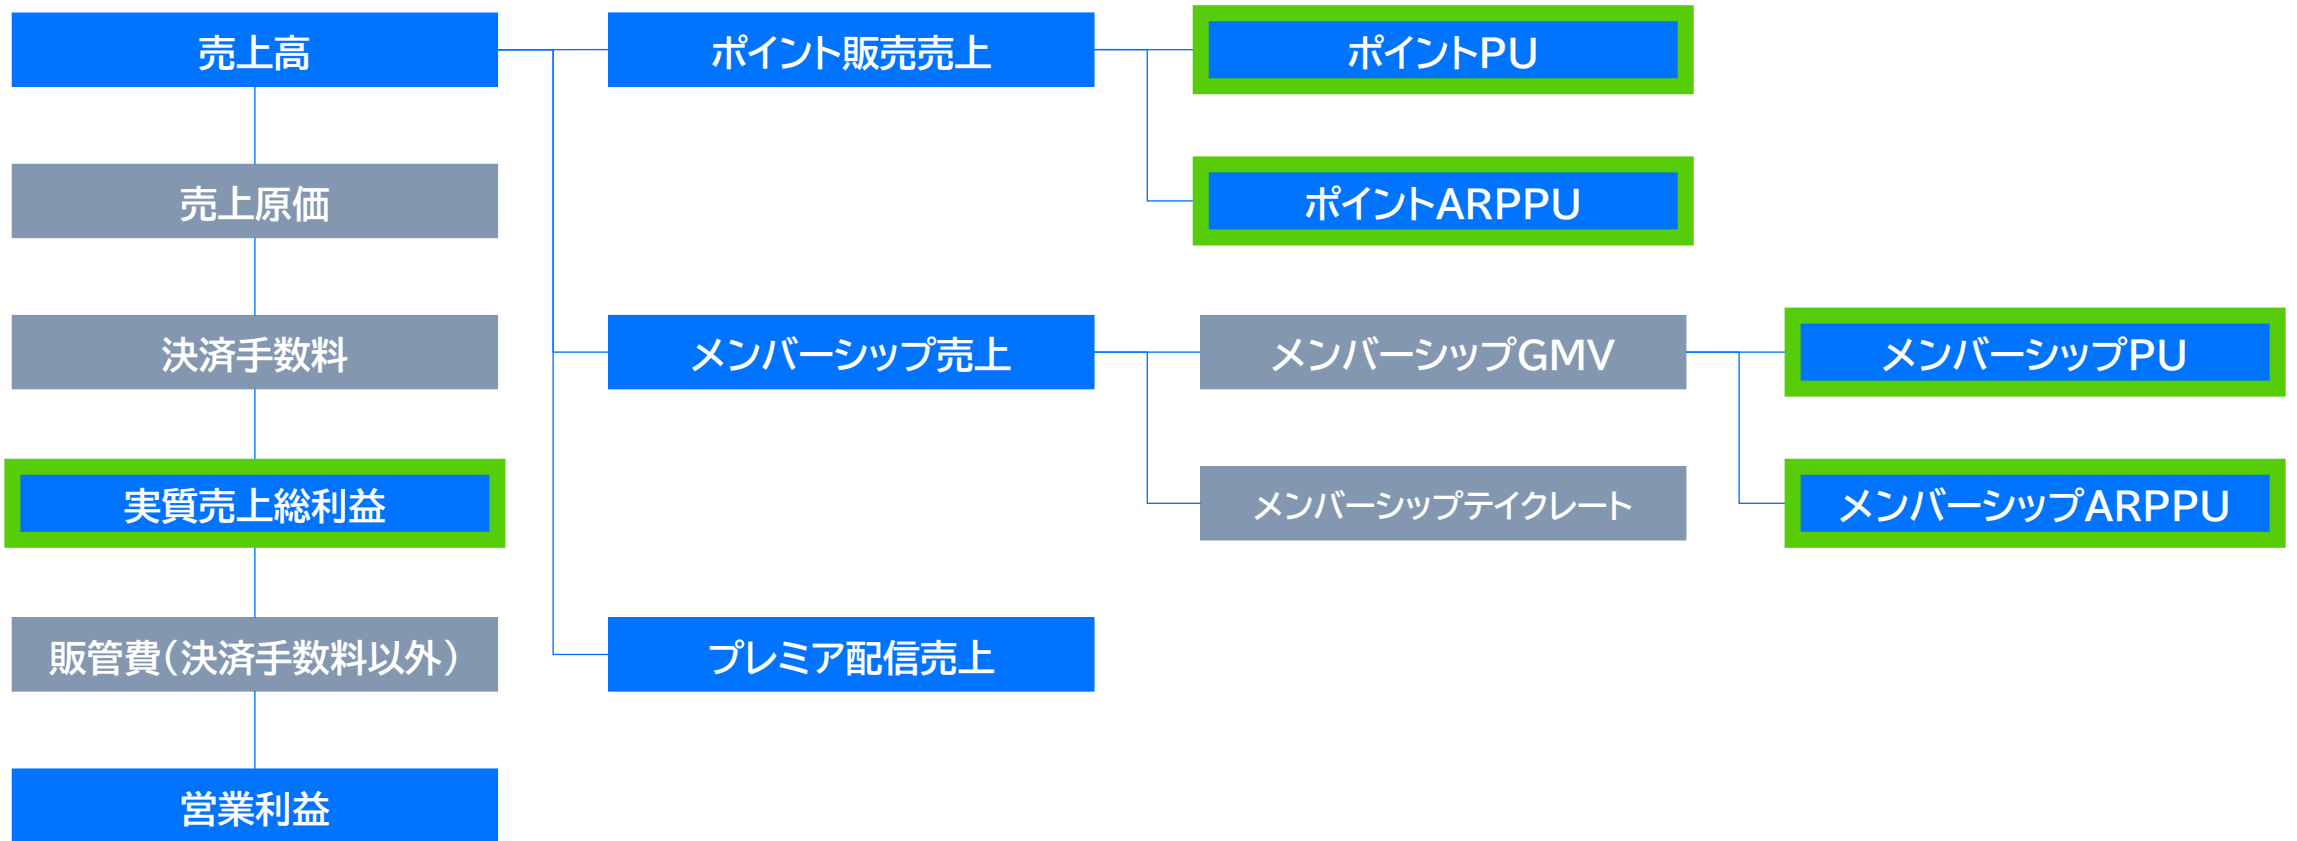 売上高
ポイント販売売上
ポイントPU
売上原価
ポイントARPPU
決済手数料
メンバーシップ売上
メンバーシップGMV
メンバーシップPU
実質売上総利益
メンバーシップテイクレート
メンバーシップARPPU
販管費(決済手数料以外)
プレミア配信売上
営業利益